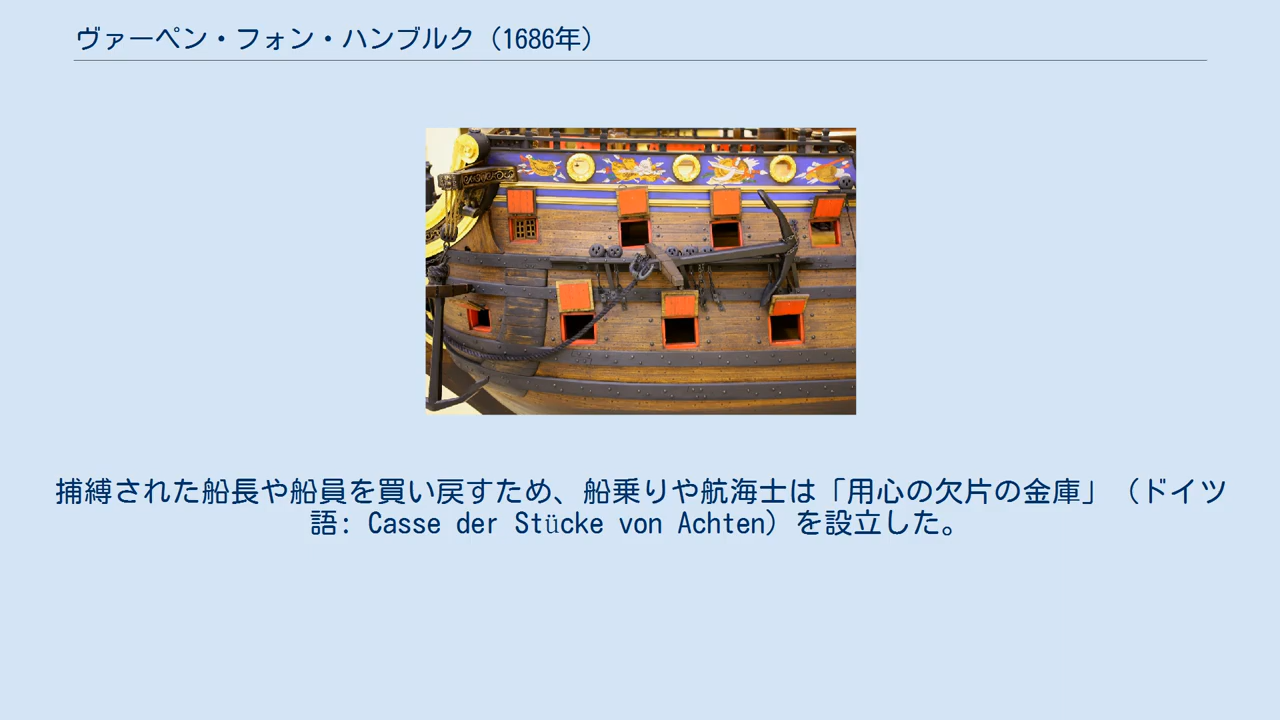 ヴァーペン・フォン・ハンブルク（1686年）
捕縛された船長や船員を買い戻すため、船乗りや航海士は「用心の欠片の金庫」（ドイツ
語: Casse der Stücke von Achten）を設立した。